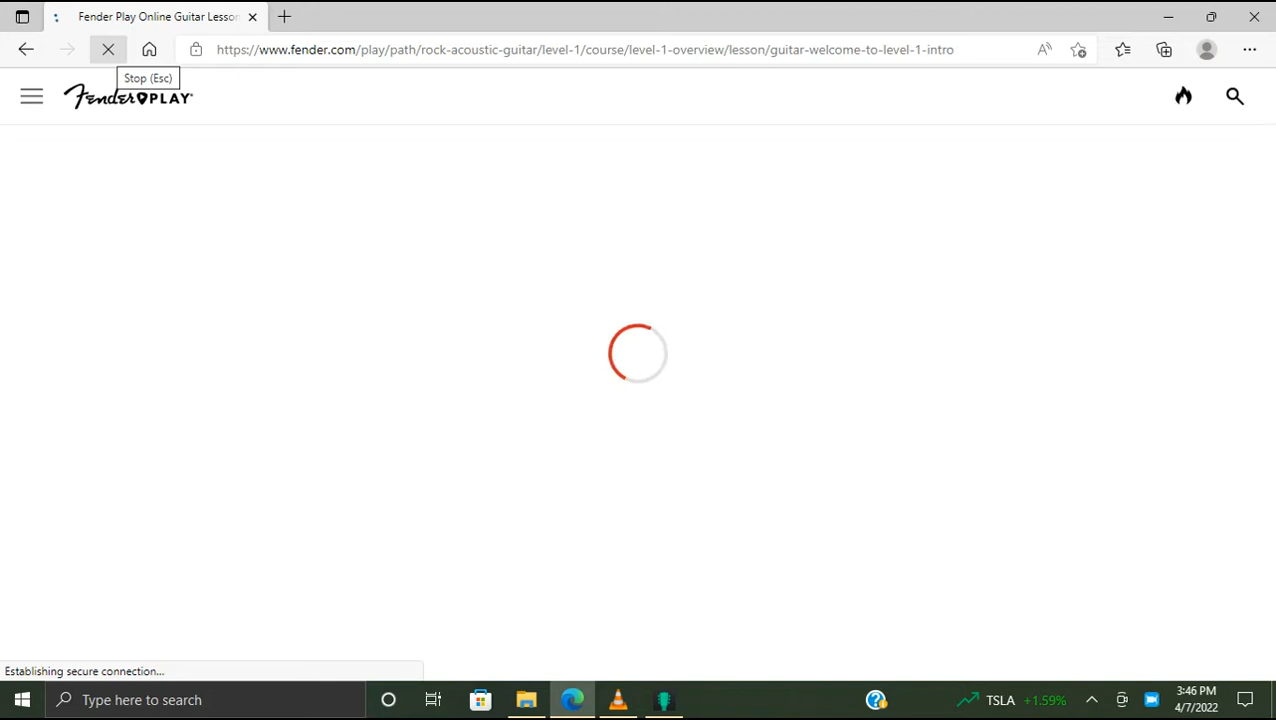 Fender Play Online Guitar Lesson
https://www.fender.com/play/path/rock-acoustic-guitar/level-1/course/level-1-overview/lesson/guitar-welcome-to-level-1-intro
Stop (Esc)
Fender PLAY
Establishing secure connection...
Type here to search
TSLA +1.59%
3:46 PM
4/7/2022